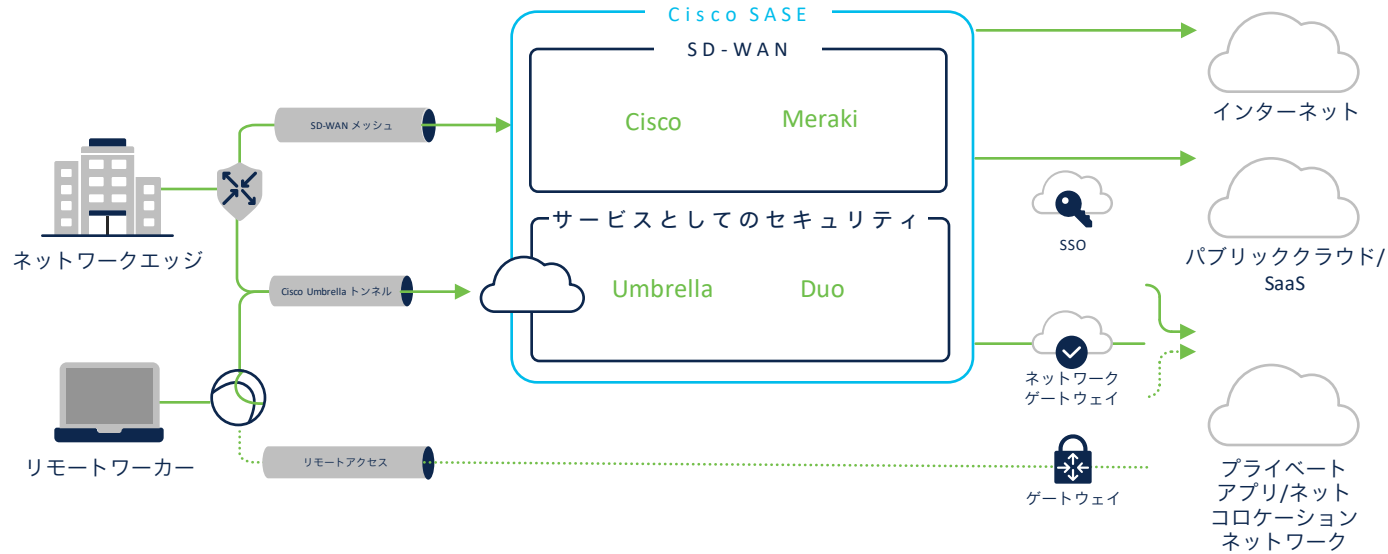 Cisco SASE
SD-WAN
Cisco
Meraki
サービスとしてのセキュリティ
Umbrella
Duo
SD-WAN メッシュ
ネットワークエッジ
Cisco Umbrella トンネル
リモートワーカー
リモートアクセス
インターネット
SSO
パブリッククラウド/
SaaS
ネットワーク
ゲートウェイ
ゲートウェイ
プライベート
アプリ/ネット
コロケーション
ネットワーク